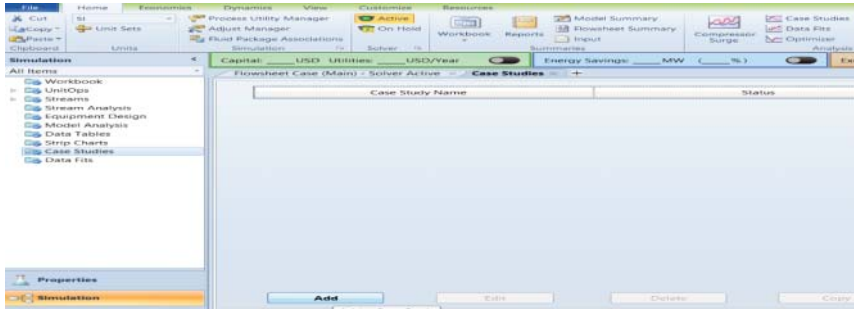 File Home Economics Dynamics View Customize Resources
Cut SI Process Utility Manager Active Model Summary Case Studies
Copy Unit Sets Adjust Manager On Hold Flowsheet Summary Data Fits
Paste Fluid Package Associations Workbook Reports Input Compressor Surge Optimizer
Clipboard Units Simulation Solver Summaries Analysis
Simulation < Capital: USD Utilities: USD/Year Energy Savings: MW ( %)
All Items Flowsheet Case (Main) - Solver Active Case Studies +
Workbook Case Study Name Status
UnitOps
Streams
Stream Analysis
Equipment Design
Model Analysis
Data Tables
Strip Charts
Case Studies
Data Fits
Properties
Simulation Add Edit Delete Copy